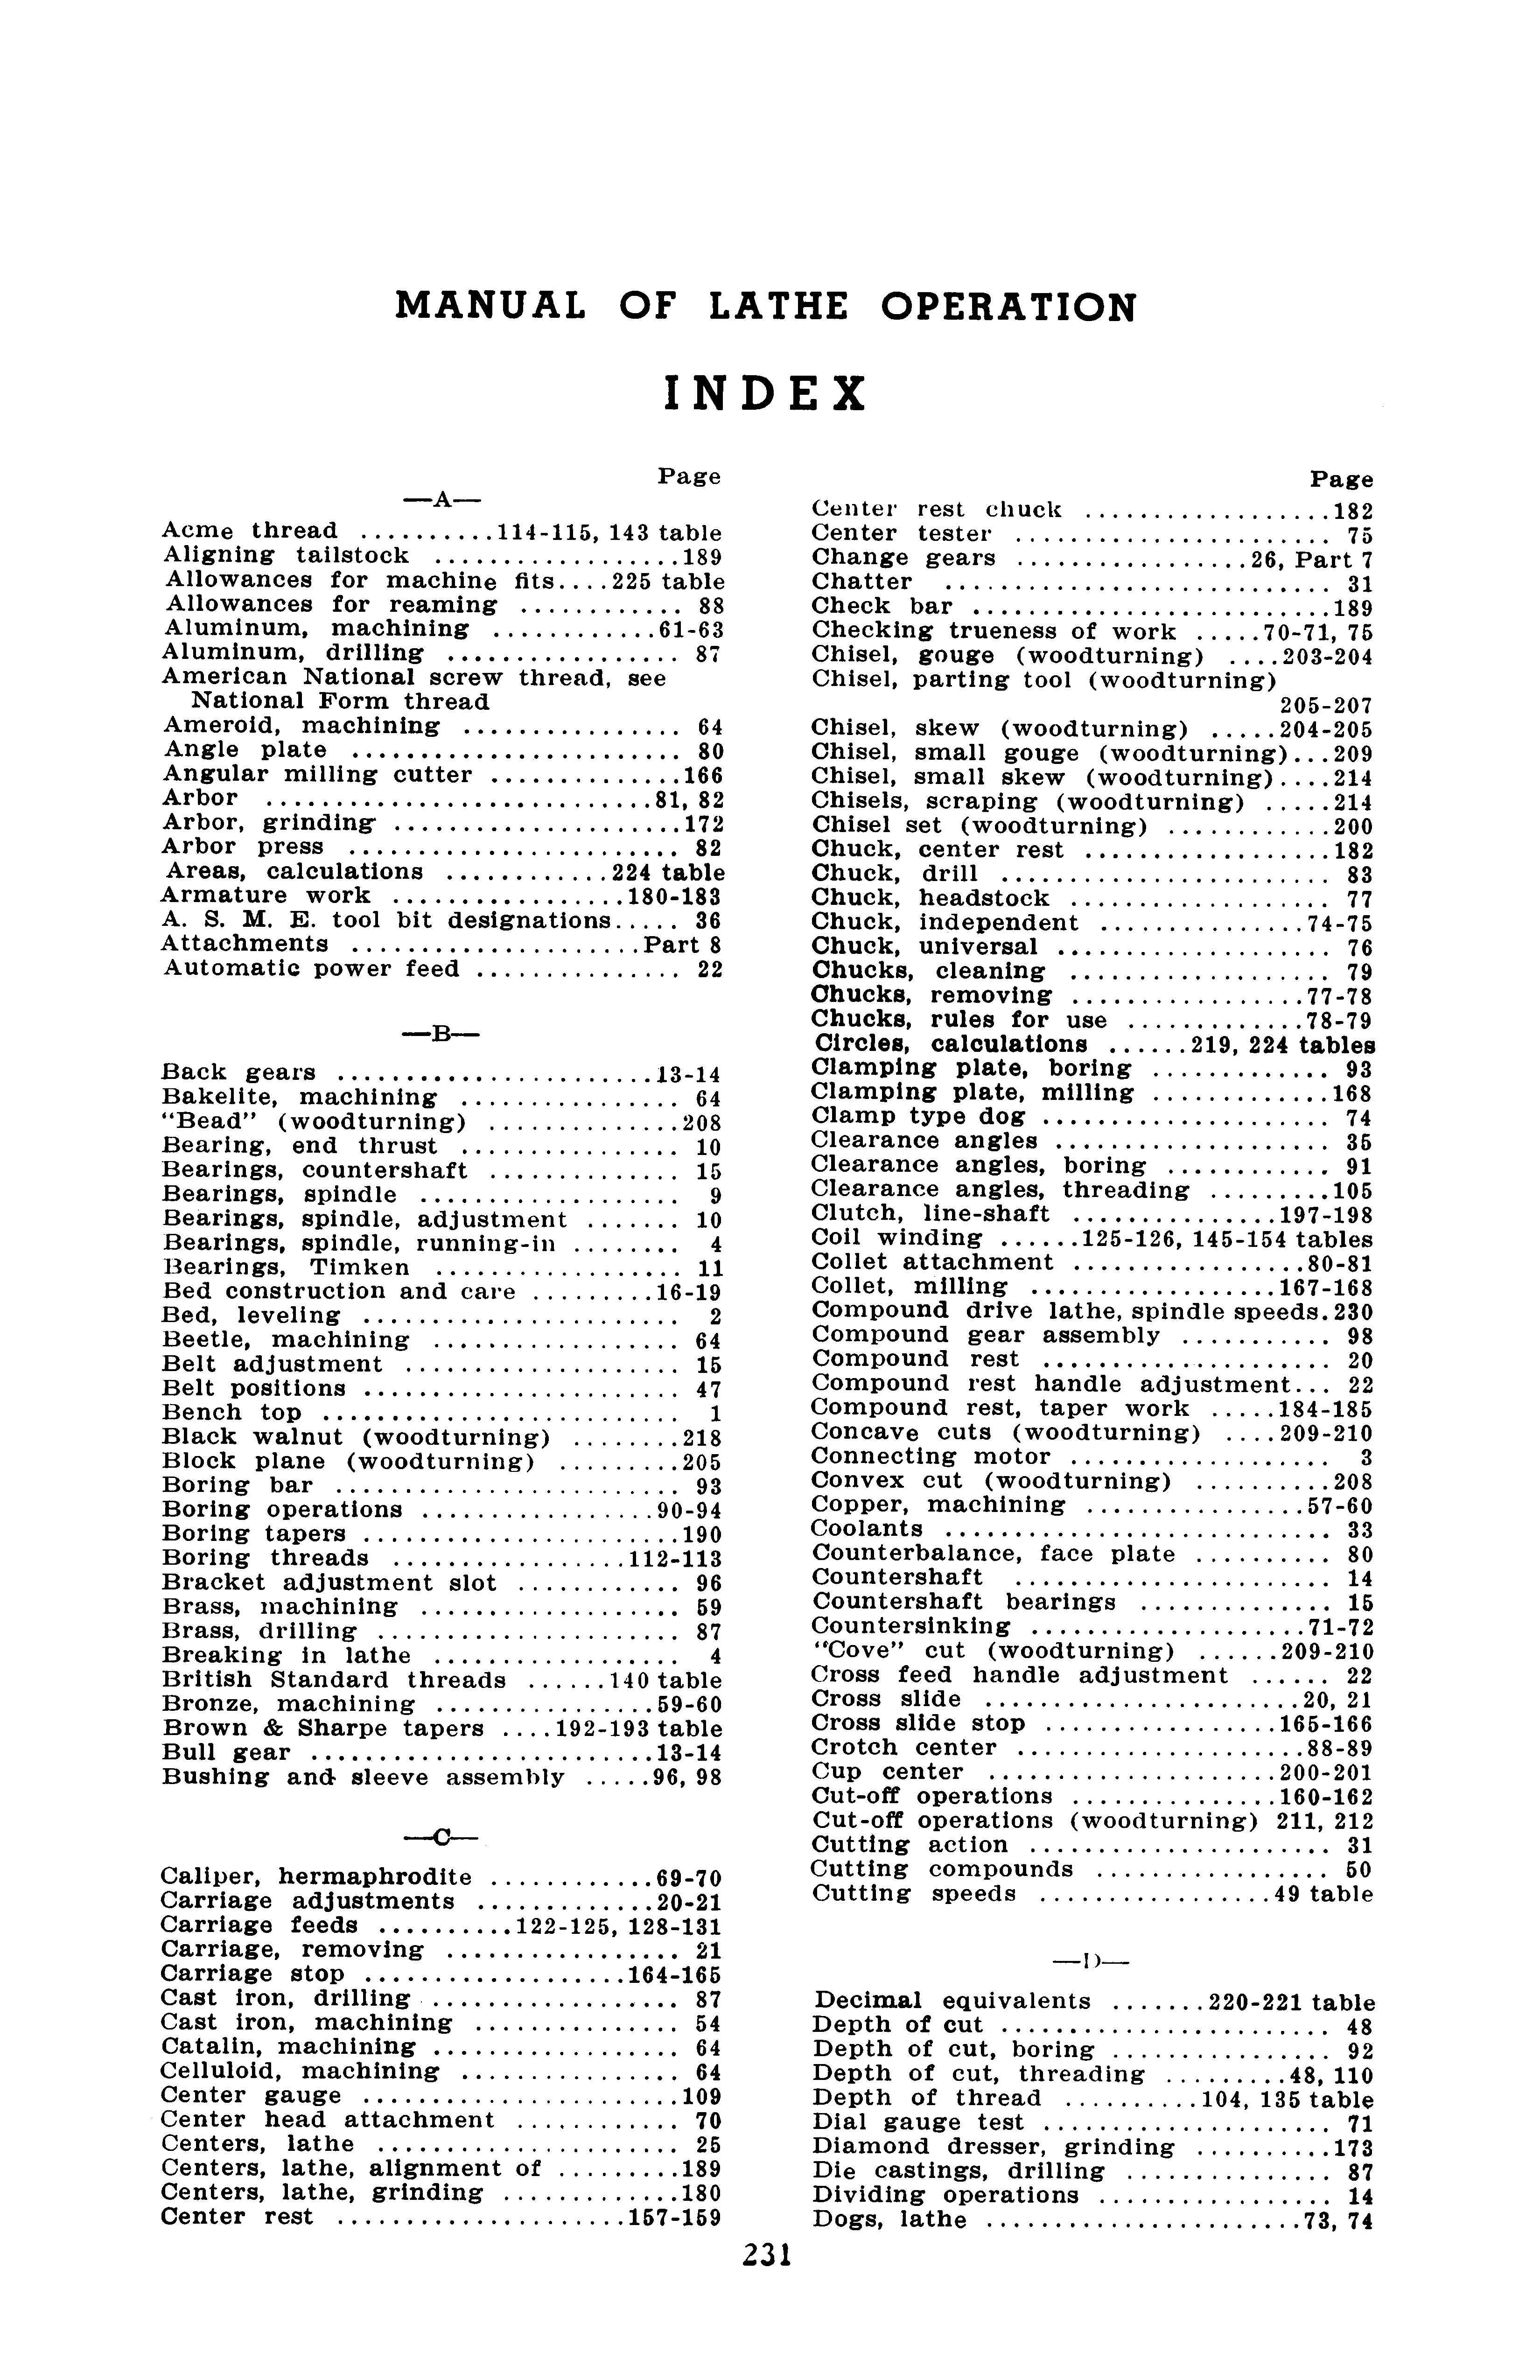 MANUAL OF LATHE OPERATION
INDEX
Page
—A—
Acme thread ..........114-115, 143 table
Aligning tailstock ..................189
Allowances for machine fits....225 table
Allowances for reaming ............ 88
Aluminum, machining ............61-63
Aluminum, drilling ................. 87
American National screw thread, see
National Form thread
Ameroid, machining ................ 64
Angle plate ........................ 80
Angular milling cutter ..............166
Arbor ............................81, 82
Arbor, grinding .....................172
Arbor press ........................ 82
Areas, calculations ............224 table
Armature work .................180-183
A. S. M. E. tool bit designations..... 36
Attachments .....................Part 8
Automatic power feed ............... 22
—B—
Back gears .......................13-14
Bakelite, machining ................ 64
"Bead" (woodturning) ..............208
Bearing, end thrust ................ 10
Bearings, countershaft .............. 15
Bearings, spindle ................... 9
Bearings, spindle, adjustment ....... 10
Bearings, spindle, running-in ........ 4
Bearings, Timken .................. 11
Bed construction and care .........16-19
Bed, leveling ....................... 2
Beetle, machining .................. 64
Belt adjustment .................... 15
Belt positions ....................... 47
Bench top .......................... 1
Black walnut (woodturning) ........218
Block plane (woodturning) .........205
Boring bar ......................... 93
Boring operations .................90-94
Boring tapers .......................190
Boring threads .................112-113
Bracket adjustment slot ............ 96
Brass, machining ................... 59
Brass, drilling ...................... 87
Breaking in lathe .................. 4
British Standard threads ......140 table
Bronze, machining ................59-60
Brown & Sharpe tapers ....192-193 table
Bull gear .........................13-14
Bushing and sleeve assembly .....96, 98
—C—
Caliper, hermaphrodite ............69-70
Carriage adjustments .............20-21
Carriage feeds ..........122-125, 128-131
Carriage, removing ................. 21
Carriage stop ...................164-165
Cast iron, drilling .................. 87
Cast iron, machining ............... 54
Catalin, machining .................. 64
Celluloid, machining ................ 64
Center gauge .......................109
Center head attachment ............ 70
Centers, lathe ...................... 25
Centers, lathe, alignment of .........189
Centers, lathe, grinding .............180
Center rest .....................157-159
Page
Center rest chuck ..................182
Center tester ....................... 75
Change gears .................26, Part 7
Chatter ............................ 31
Check bar ..........................189
Checking trueness of work .....70-71, 75
Chisel, gouge (woodturning) ....203-204
Chisel, parting tool (woodturning)
205-207
Chisel, skew (woodturning) .....204-205
Chisel, small gouge (woodturning)...209
Chisel, small skew (woodturning)....214
Chisels, scraping (woodturning) .....214
Chisel set (woodturning) ............200
Chuck, center rest ..................182
Chuck, drill ........................ 83
Chuck, headstock ................... 77
Chuck, independent ...............74-75
Chuck, universal .................... 76
Chucks, cleaning ................... 79
Chucks, removing .................77-78
Chucks, rules for use .............78-79
Circles, calculations ......219, 224 tables
Clamping plate, boring ............. 93
Clamping plate, milling .............168
Clamp type dog ..................... 74
Clearance angles .................... 35
Clearance angles, boring ............ 91
Clearance angles, threading .........105
Clutch, line-shaft ...............197-198
Coil winding ......125-126, 145-154 tables
Collet attachment .................80-81
Collet, milling ..................167-168
Compound drive lathe, spindle speeds.230
Compound gear assembly ........... 98
Compound rest ..................... 20
Compound rest handle adjustment... 22
Compound rest, taper work .....184-185
Concave cuts (woodturning) ....209-210
Connecting motor ................... 3
Convex cut (woodturning) ..........208
Copper, machining ................57-60
Coolants ............................ 33
Counterbalance, face plate .......... 80
Countershaft ....................... 14
Countershaft bearings .............. 15
Countersinking ....................71-72
"Cove" cut (woodturning) ......209-210
Cross feed handle adjustment ...... 22
Cross slide .......................20, 21
Cross slide stop .................165-166
Crotch center .....................88-89
Cup center .....................200-201
Cut-off operations ...............160-162
Cut-off operations (woodturning) 211, 212
Cutting action ...................... 31
Cutting compounds ................. 50
Cutting speeds .................49 table
—D—
Decimal equivalents .......220-221 table
Depth of cut ........................ 48
Depth of cut, boring ................ 92
Depth of cut, threading .........48, 110
Depth of thread ..........104, 135 table
Dial gauge test ..................... 71
Diamond dresser, grinding ..........173
Die castings, drilling ............... 87
Dividing operations ................. 14
Dogs, lathe .......................73, 74
231